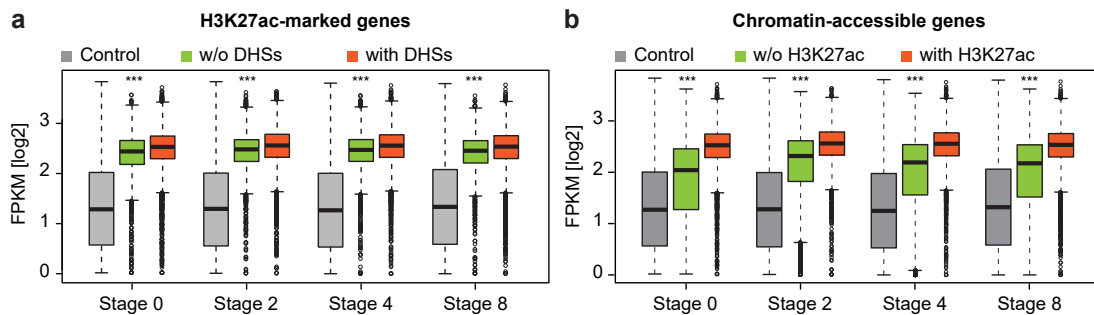 a
H3K27ac-marked genes
Control w/o DHSs with DHSs
*** *** *** ***
FPKM [log2]
3
2
1
0
Stage 0 Stage 2 Stage 4 Stage 8
b
Chromatin-accessible genes
Control w/o H3K27ac with H3K27ac
*** *** *** ***
FPKM [log2]
3
2
1
0
Stage 0 Stage 2 Stage 4 Stage 8